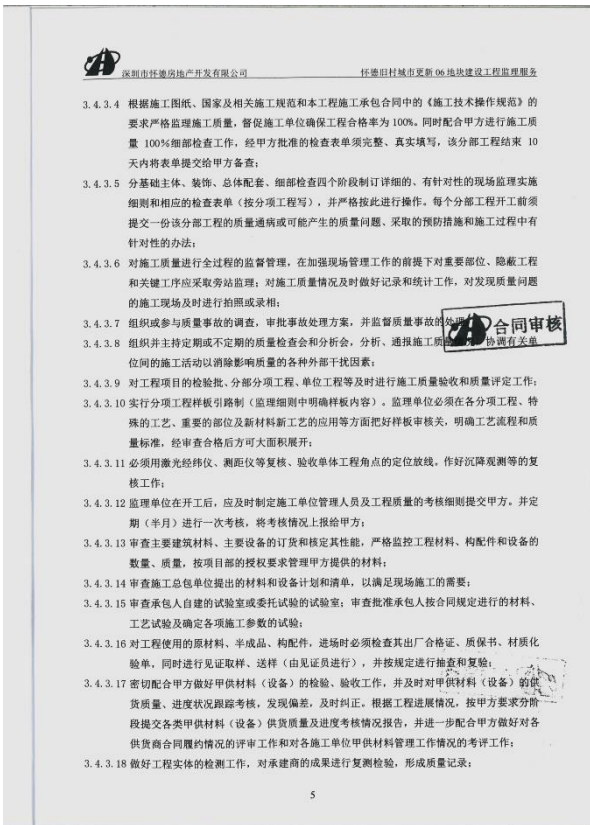 深圳市怀德房地产开发有限公司 怀德旧村城市更新06地块建设工程监理服务
3.4.3.4 根据施工图纸、国家及相关施工规范和本工程施工承包合同中的《施工技术操作规范》的
要求严格监理施工质量，督促施工单位确保工程合格率为100%。同时配合甲方进行施工质
量 100%细部检查工作，经甲方批准的检查表单须完整、真实填写，该分部工程结束 10
天内将表单提交给甲方备查；
3.4.3.5 分基础主体、装饰、总体配套、细部检查四个阶段制订详细的、有针对性的现场监理实施
细则和相应的检查表单（按分项工程写），并严格按此进行操作。每个分部工程开工前须
提交一份该分部工程的质量通病或可能产生的质量问题、采取的预防措施和施工过程中有
针对性的办法；
3.4.3.6 对施工质量进行全过程的监督管理，在加强现场管理工作的前提下对重要部位、隐蔽工程
和关键工序应采取旁站监理；对施工质量情况及时做好记录和统计工作，对发现质量问题
的施工现场及时进行拍照或录相；
3.4.3.7 组织或参与质量事故的调查，审批事故处理方案，并监督质量事故的处理
合同审核
3.4.3.8 组织并主持定期或不定期的质量检查会和分析会，分析、通报施工质 协调有关单
位间的施工活动以消除影响质量的各种外部干扰因素；
3.4.3.9 对工程项目的检验批、分部分项工程、单位工程等及时进行施工质量验收和质量评定工作；
3.4.3.10 实行分项工程样板引路制（监理细则中明确样板内容）。监理单位必须在各分项工程、特
殊的工艺、重要的部位及新材料新工艺的应用等方面把好样板审核关，明确工艺流程和质
量标准，经审查合格后方可大面积展开；
3.4.3.11 必须用激光经纬仪、测距仪等复核、验收单体工程角点的定位放线。作好沉降观测等的复
核工作；
3.4.3.12 监理单位在开工后，应及时制定施工单位管理人员及工程质量的考核细则提交甲方。并定
期（半月）进行一次考核，将考核情况上报给甲方；
3.4.3.13 审查主要建筑材料、主要设备的订货和核定其性能，严格监控工程材料、构配件和设备的
数量、质量，按项目部的授权要求管理甲方提供的材料；
3.4.3.14 审查施工总包单位提出的材料和设备计划和清单，以满足现场施工的需要；
3.4.3.15 审查承包人自建的试验室或委托试验的试验室；审查批准承包人按合同规定进行的材料、
工艺试验及确定各项施工参数的试验；
3.4.3.16 对工程使用的原材料、半成品、构配件，进场时必须检查其出厂合格证、质保书、材质化
验单，同时进行见证取样、送样（由见证员进行），并按规定进行抽查和复验；
3.4.3.17 密切配合甲方做好甲供材料（设备）的检验、验收工作，并及时对甲供材料（设备）的供
货质量、进度状况跟踪考核，发现偏差，及时纠正。根据工程进展情况，按甲方要求分阶
段提交各类甲供材料（设备）供货质量及进度考核情况报告，并进一步配合甲方做好对各
供货商合同履约情况的评审工作和对各施工单位甲供材料管理工作情况的考评工作；
3.4.3.18 做好工程实体的检测工作，对承建商的成果进行复测检验，形成质量记录；
5